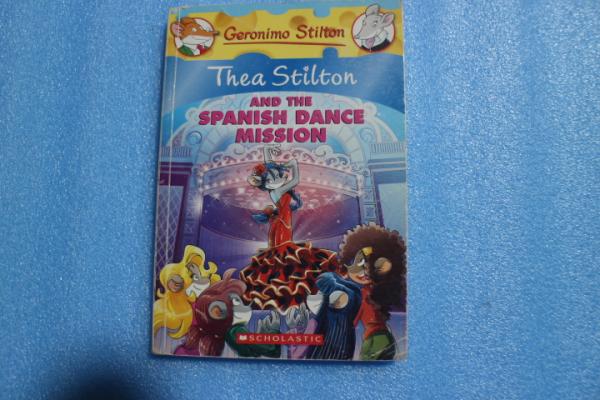 Geronimo Stilton
Thea Stilton
AND THE
SPANISH DANCE
MISSION
SCHOLASTIC